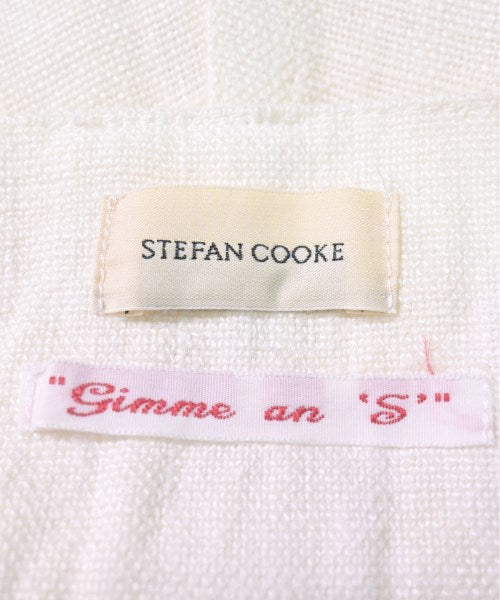 STEFAN COOKE
"Gimme an 'S'"